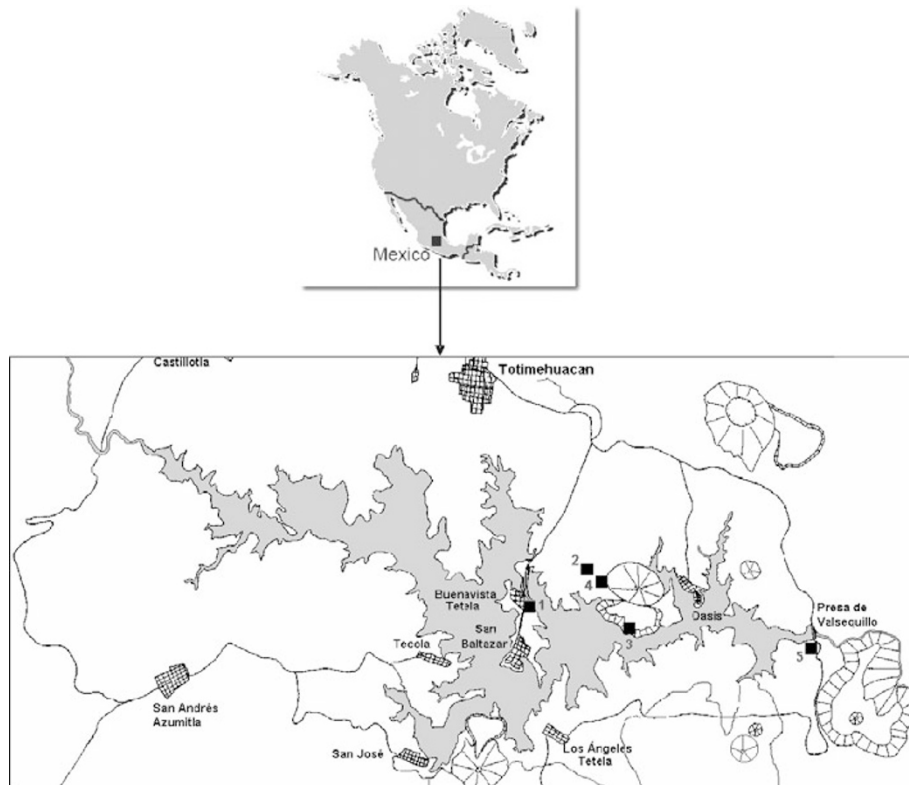 Mexico
Castillotla
Totimehuacan
2
4
Buenavista
Tetela
1
Oasis
Presa de
Valsequillo
San
Baltazar
3
Tecola
5
San Andrés
Azumitla
San José
Los Ángeles
Tetela